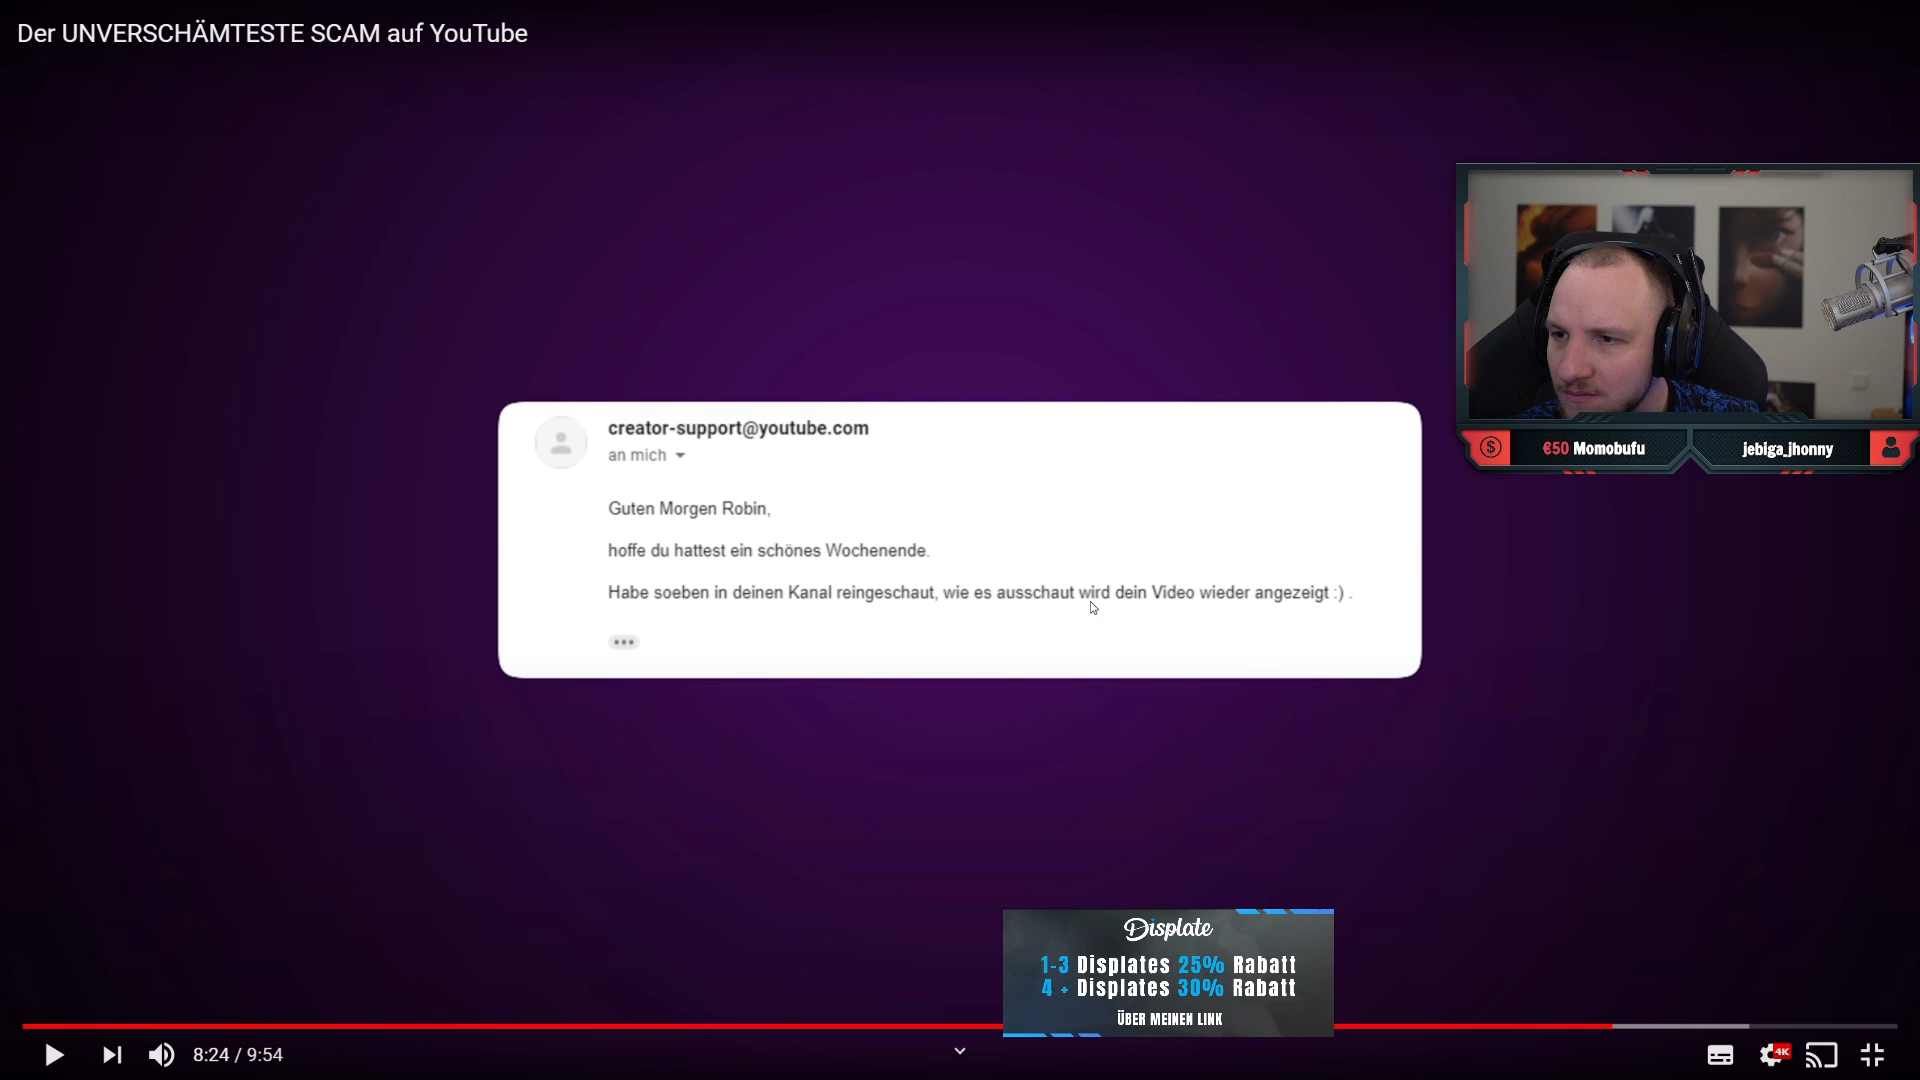 Der UNVERSCHÄMTESTE SCAM auf YouTube
creator-support@youtube.com
an mich
Guten Morgen Robin,
hoffe du hattest ein schönes Wochenende.
Habe soeben in deinen Kanal reingeschaut, wie es ausschaut wird dein Video wieder angezeigt :) .
€50 Momobufu
jebiga_jhonny
Displate
1-3 Displates 25% Rabatt
4 + Displates 30% Rabatt
ÜBER MEINEN LINK
8:24 / 9:54
4K